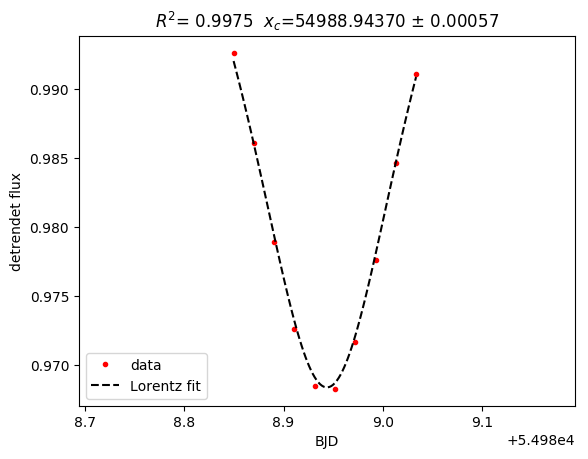 R²= 0.9975 x_c=54988.94370 ± 0.00057
detrendet flux
0.990
0.985
0.980
0.975
0.970
data
Lorentz fit
8.7 8.8 8.9 9.0 9.1
+5.498e4
BJD